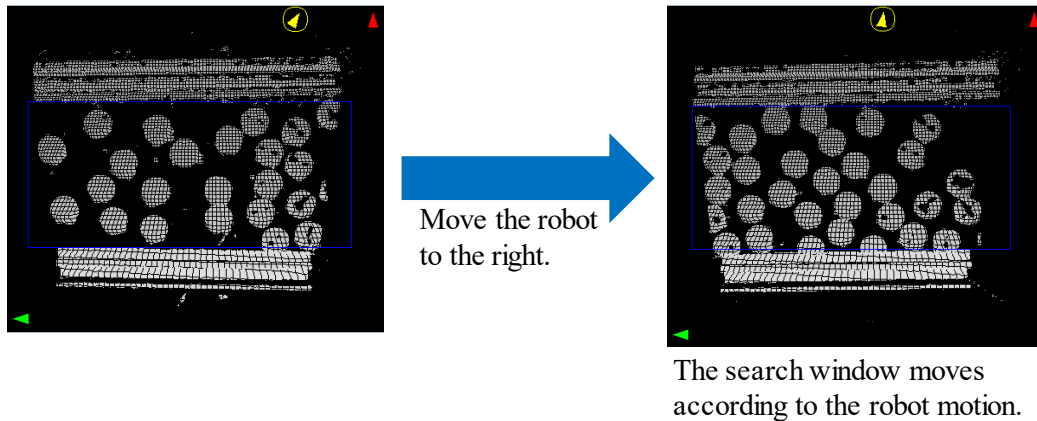 Move the robot
to the right.
The search window moves
according to the robot motion.